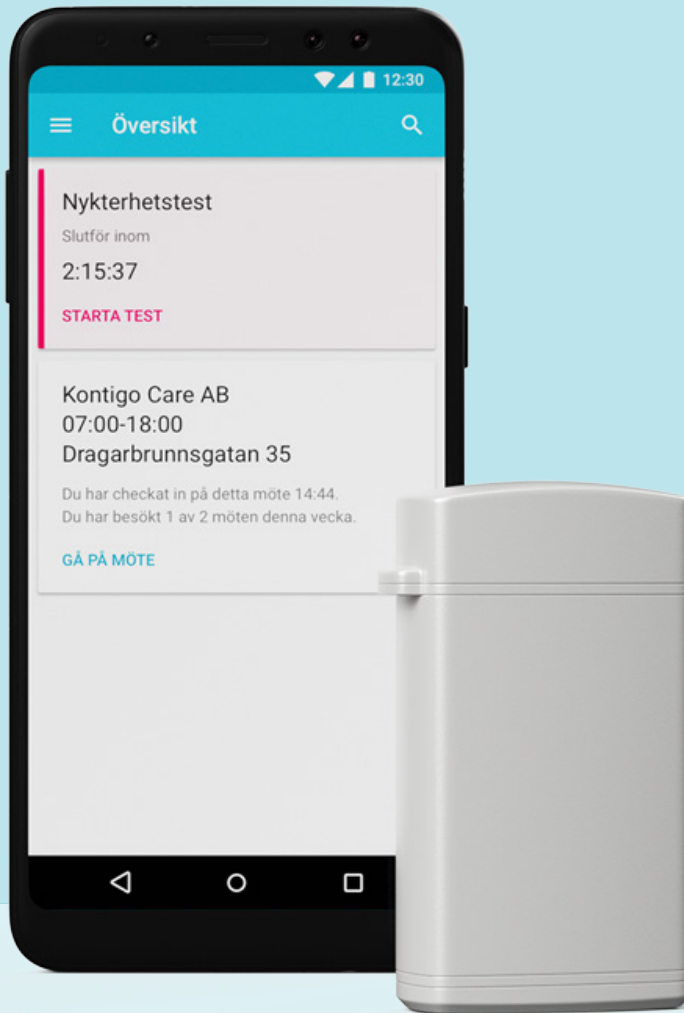 12:30
Översikt
Nykterhetstest
Slutför inom
2:15:37
STARTA TEST
Kontigo Care AB
07:00-18:00
Dragarbrunnsgatan 35
Du har checkat in på detta möte 14:44.
Du har besökt 1 av 2 möten denna vecka.
GÅ PÅ MÖTE